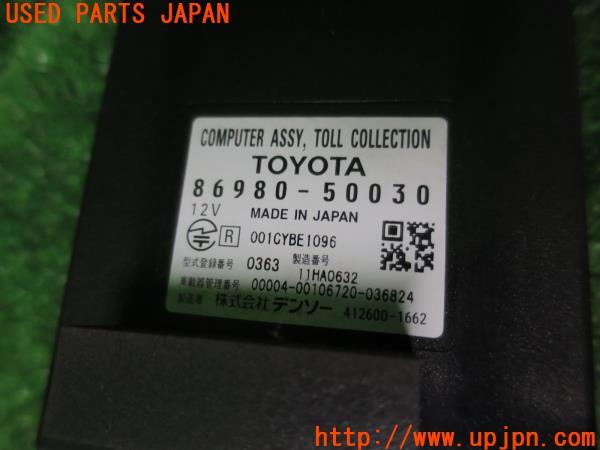 USED PARTS JAPAN
COMPUTER ASSY, TOLL COLLECTION
TOYOTA
86980-50030
12V MADE IN JAPAN
R 001CYBE1096
型式登録番号 0363 製造番号 11HA0632
車載器管理番号 00004-00106720-036824
製造者 株式会社デンソー 412600-1662
UPJ
www.upjpn.com